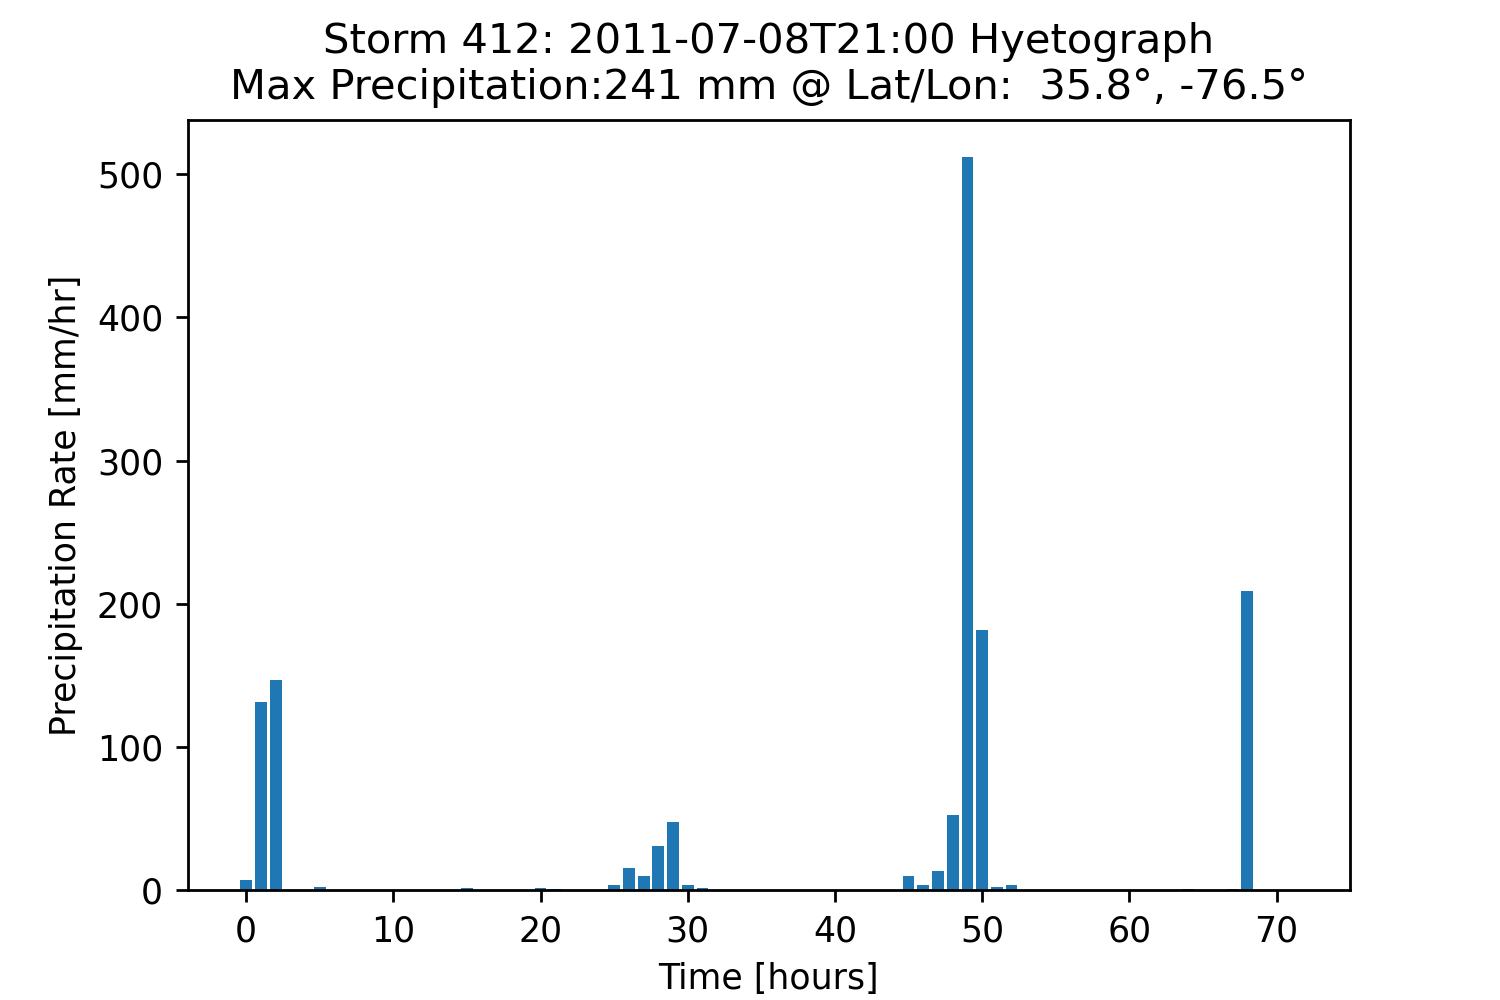 Storm 412: 2011-07-08T21:00 Hyetograph
Max Precipitation:241 mm @ Lat/Lon:  35.8°, -76.5°
Precipitation Rate [mm/hr]
500
400
300
200
100
0
0 10 20 30 40 50 60 70
Time [hours]